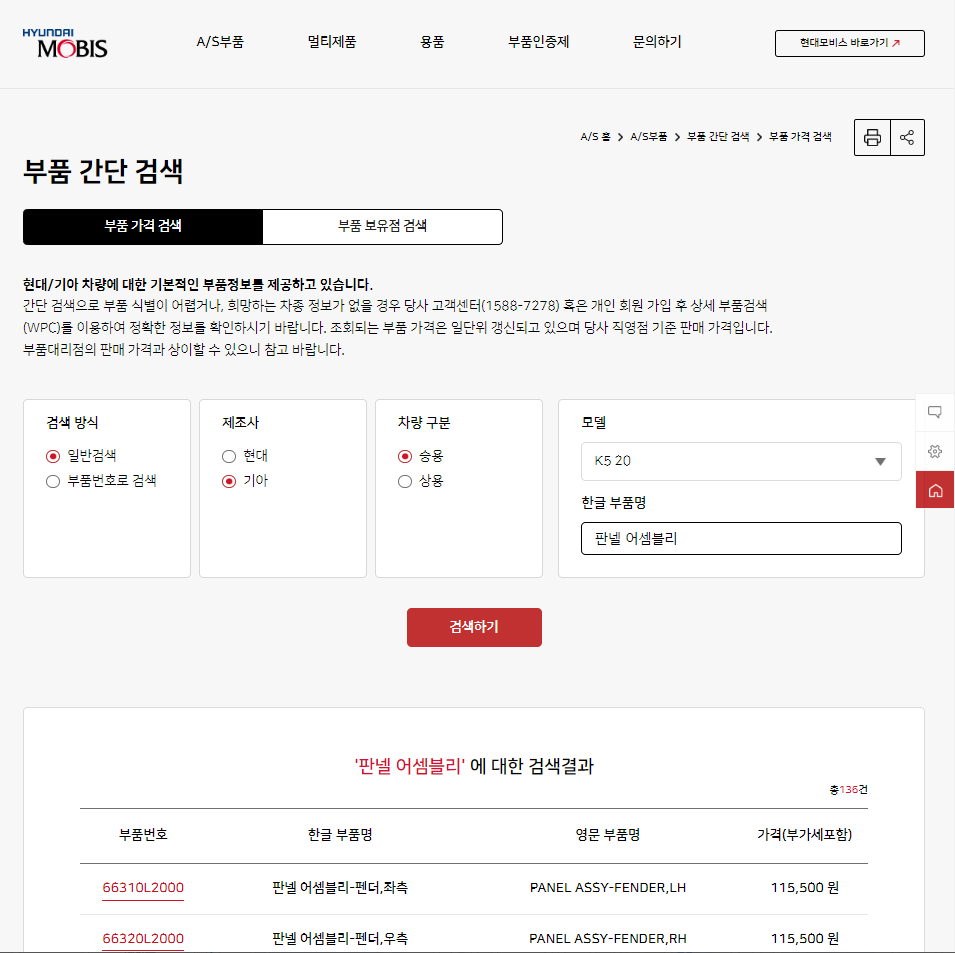 HYUNDAI
MOBIS
A/S부품 멀티제품 용품 부품인증제 문의하기 현대모비스 바로가기
A/S 홈 > A/S부품 > 부품 간단 검색 > 부품 가격 검색
부품 간단 검색
부품 가격 검색 부품 보유점 검색
현대/기아 차량에 대한 기본적인 부품정보를 제공하고 있습니다.
간단 검색으로 부품 식별이 어렵거나, 희망하는 차종 정보가 없을 경우 당사 고객센터(1588-7278) 혹은 개인 회원 가입 후 상세 부품검색
(WPC)를 이용하여 정확한 정보를 확인하시기 바랍니다. 조회되는 부품 가격은 일단위 갱신되고 있으며 당사 직영점 기준 판매 가격입니다.
부품대리점의 판매 가격과 상이할 수 있으니 참고 바랍니다.
검색 방식
일반검색
부품번호로 검색
제조사
현대
기아
차량 구분
승용
상용
모델
K5 20
한글 부품명
판넬 어셈블리
검색하기
'판넬 어셈블리' 에 대한 검색결과
총136건
부품번호 한글 부품명 영문 부품명 가격(부가세포함)
66310L2000 판넬 어셈블리-펜더,좌측 PANEL ASSY-FENDER,LH 115,500 원
66320L2000 판넬 어셈블리-펜더,우측 PANEL ASSY-FENDER,RH 115,500 원